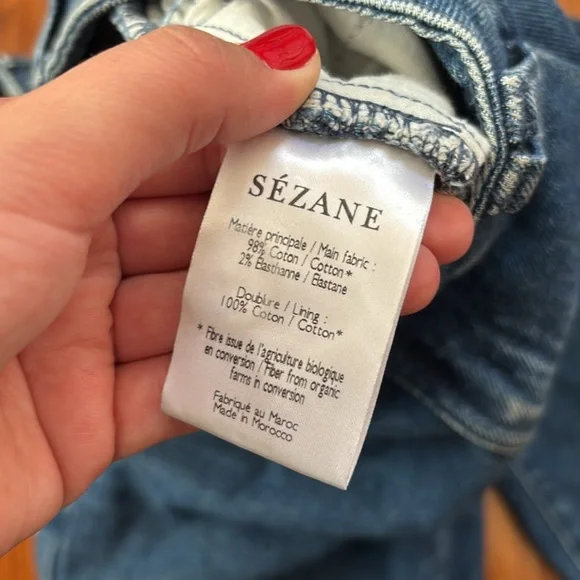 SÉZANE
Matière principale / Main fabric :
98% Coton / Cotton*
2% Élasthanne / Elastane
Doublure / Lining :
100% Coton / Cotton*
* Fibre issue de l'agriculture biologique
en conversion / Fiber from organic
farms in conversion
Fabriqué au Maroc
Made in Morocco